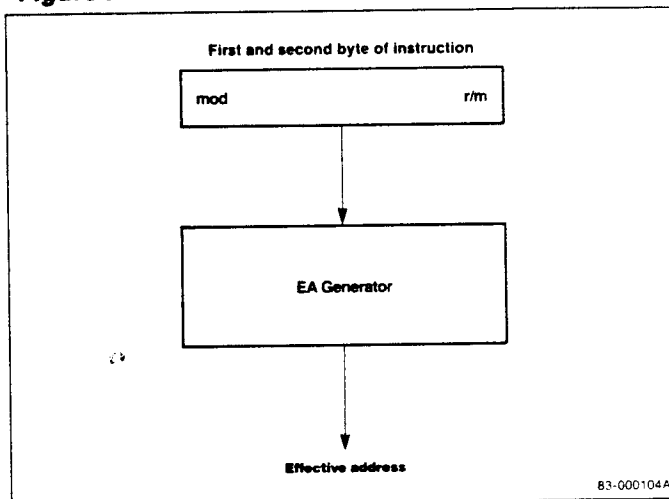 First and second byte of instruction
mod r/m
EA Generator
Effective address
83-000104A